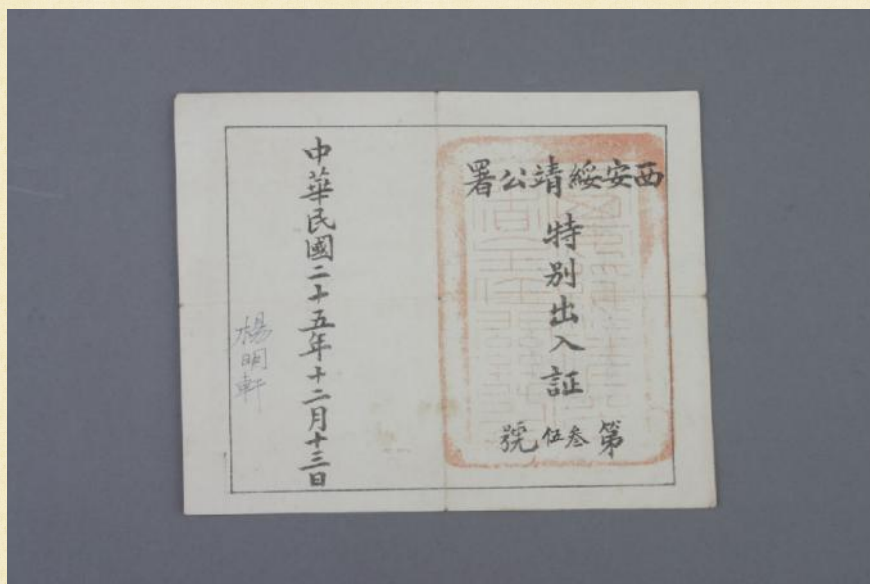 西安綏靖公署
特別出入証
第叁伍號
中華民國二十五年十二月十三日
楊明軒